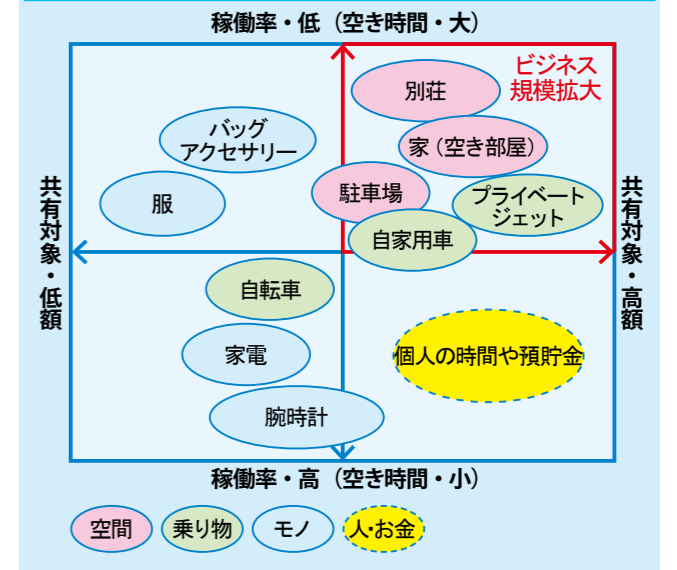 稼働率・低（空き時間・大）
ビジネス
規模拡大
別荘
バッグ
アクセサリー
家（空き部屋）
共有対象・低額
服
駐車場
プライベート
ジェット
共有対象・高額
自家用車
自転車
家電
個人の時間や預貯金
腕時計
稼働率・高（空き時間・小）
空間
乗り物
モノ
人・お金